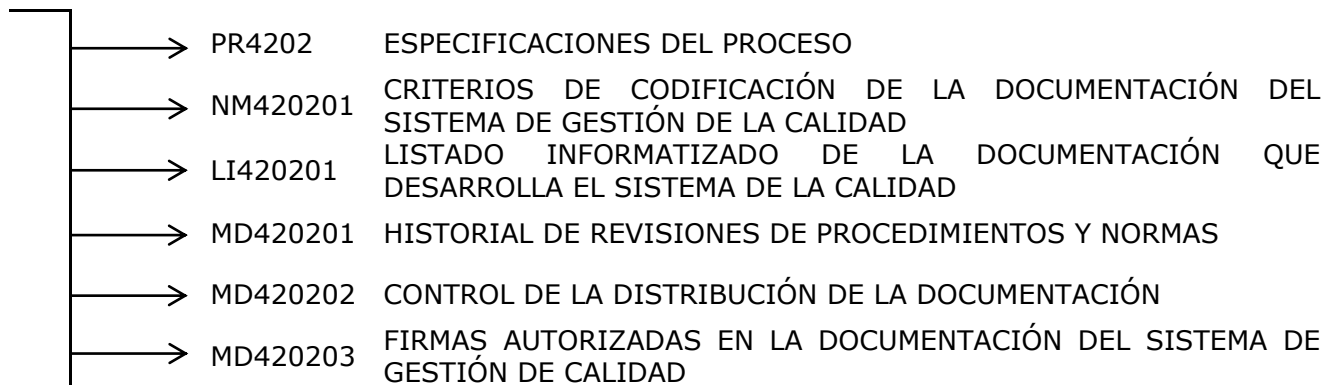 PR4202 ESPECIFICACIONES DEL PROCESO
NM420201 CRITERIOS DE CODIFICACIÓN DE LA DOCUMENTACIÓN DEL
SISTEMA DE GESTIÓN DE LA CALIDAD
LI420201 LISTADO INFORMATIZADO DE LA DOCUMENTACIÓN QUE
DESARROLLA EL SISTEMA DE LA CALIDAD
MD420201 HISTORIAL DE REVISIONES DE PROCEDIMIENTOS Y NORMAS
MD420202 CONTROL DE LA DISTRIBUCIÓN DE LA DOCUMENTACIÓN
MD420203 FIRMAS AUTORIZADAS EN LA DOCUMENTACIÓN DEL SISTEMA DE
GESTIÓN DE CALIDAD